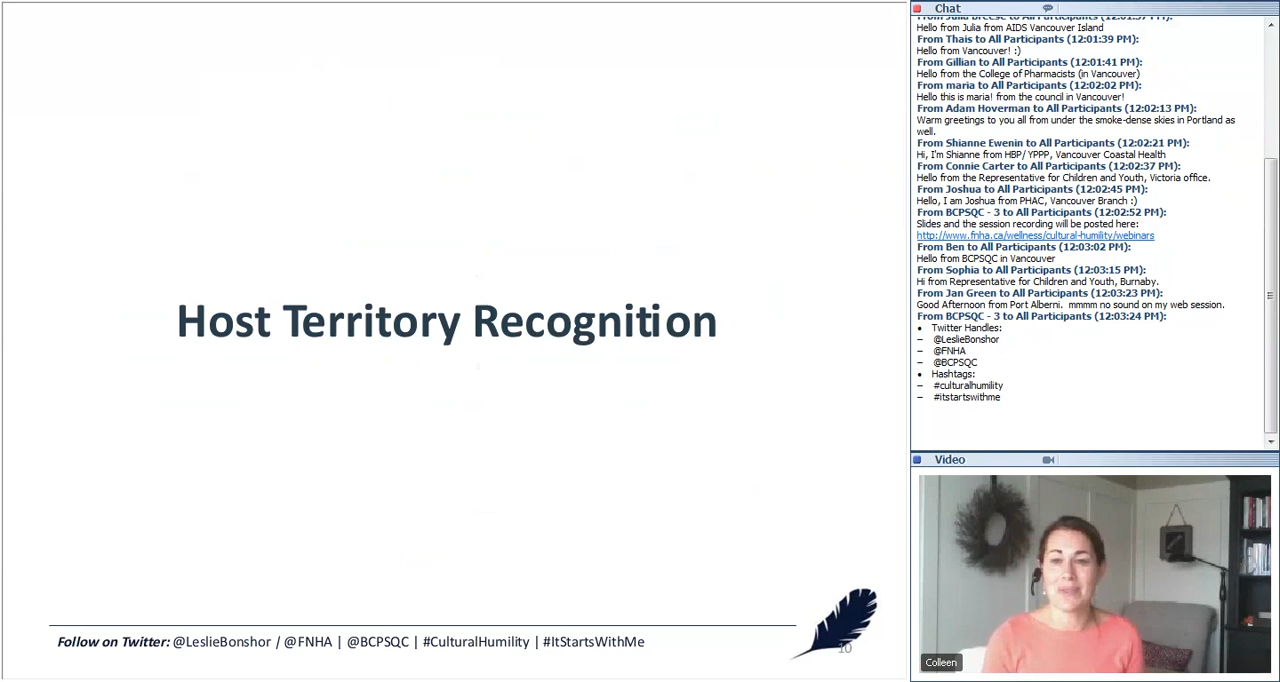 Host Territory Recognition
Follow on Twitter: @LeslieBonshor / @FNHA | @BCPSQC | #CulturalHumility | #ItStartsWithMe
10
Chat
From Julia Breese to All Participants (12:01:37 PM):
Hello from Julia from AIDS Vancouver Island
From Thais to All Participants (12:01:39 PM):
Hello from Vancouver! :)
From Gillian to All Participants (12:01:41 PM):
Hello from the College of Pharmacists (in Vancouver)
From maria to All Participants (12:02:02 PM):
Hello this is maria! from the council in Vancouver!
From Adam Hoverman to All Participants (12:02:13 PM):
Warm greetings to you all from under the smoke-dense skies in Portland as
well.
From Shianne Ewenin to All Participants (12:02:21 PM):
Hi, I'm Shianne from HBP/ YPPP, Vancouver Coastal Health
From Connie Carter to All Participants (12:02:37 PM):
Hello from the Representative for Children and Youth, Victoria office.
From Joshua to All Participants (12:02:45 PM):
Hello, I am Joshua from PHAC, Vancouver Branch :)
From BCPSQC - 3 to All Participants (12:02:52 PM):
Slides and the session recording will be posted here:
http://www.fnha.ca/wellness/cultural-humility/webinars
From Ben to All Participants (12:03:02 PM):
Hello from BCPSQC in Vancouver
From Sophia to All Participants (12:03:15 PM):
Hi from Representative for Children and Youth, Burnaby.
From Jan Green to All Participants (12:03:23 PM):
Good Afternoon from Port Alberni.  mmmm no sound on my web session.
From BCPSQC - 3 to All Participants (12:03:24 PM):
• Twitter Handles:
– @LeslieBonshor
– @FNHA
– @BCPSQC
• Hashtags:
– #culturalhumility
– #itstartswithme
Video
Colleen